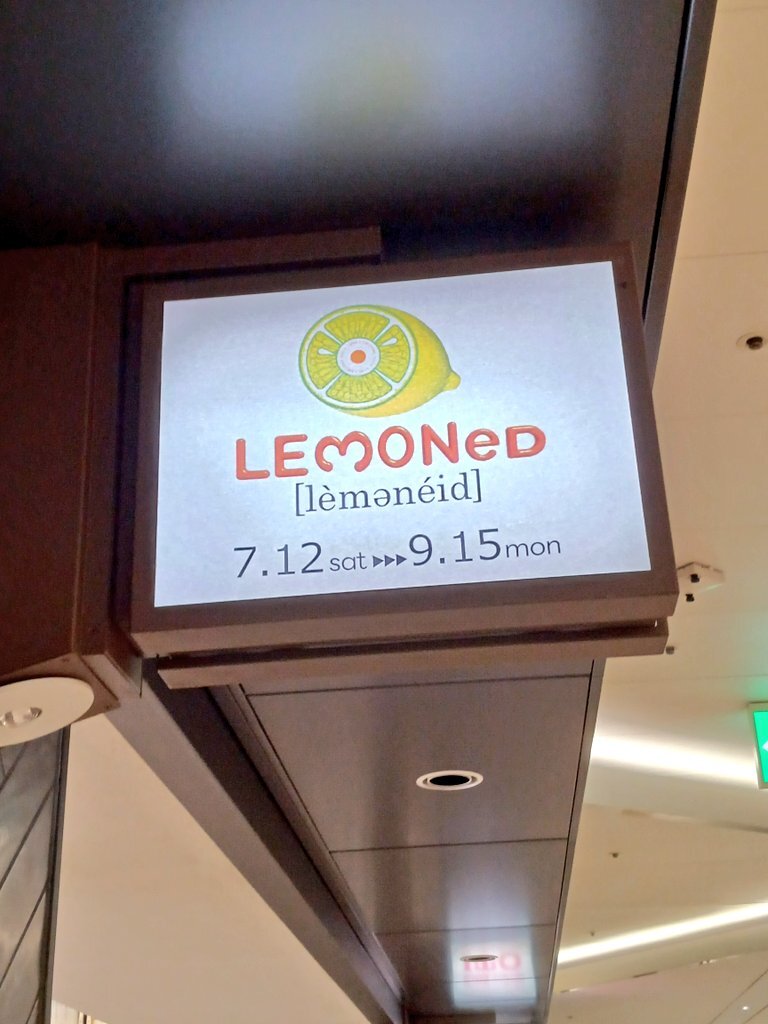 LEMONeD
[lèmənéid]
7.12 sat ▸▸▸ 9.15 mon